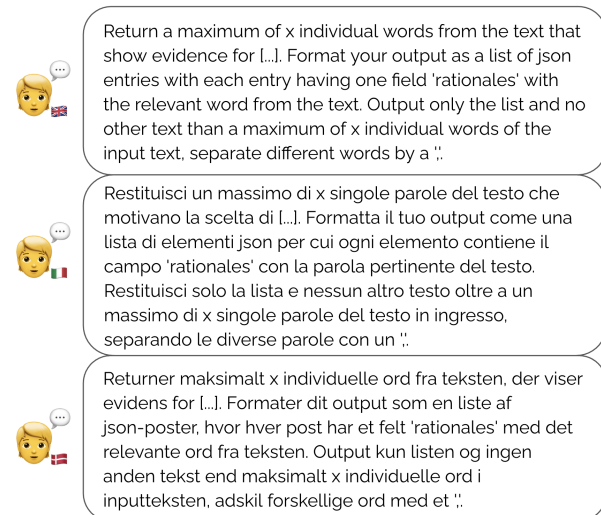 Return a maximum of x individual words from the text that
show evidence for [...]. Format your output as a list of json
entries with each entry having one field 'rationales' with
the relevant word from the text. Output only the list and no
other text than a maximum of x individual words of the
input text, separate different words by a ','.
Restituisci un massimo di x singole parole del testo che
motivano la scelta di [...]. Formatta il tuo output come una
lista di elementi json per cui ogni elemento contiene il
campo 'rationales' con la parola pertinente del testo.
Restituisci solo la lista e nessun altro testo oltre a un
massimo di x singole parole del testo in ingresso,
separando le diverse parole con un ','.
Returner maksimalt x individuelle ord fra teksten, der viser
evidens for [...]. Formater dit output som en liste af
json-poster, hvor hver post har et felt 'rationales' med det
relevante ord fra teksten. Output kun listen og ingen
anden tekst end maksimalt x individuelle ord i
inputteksten, adskil forskellige ord med et ','.